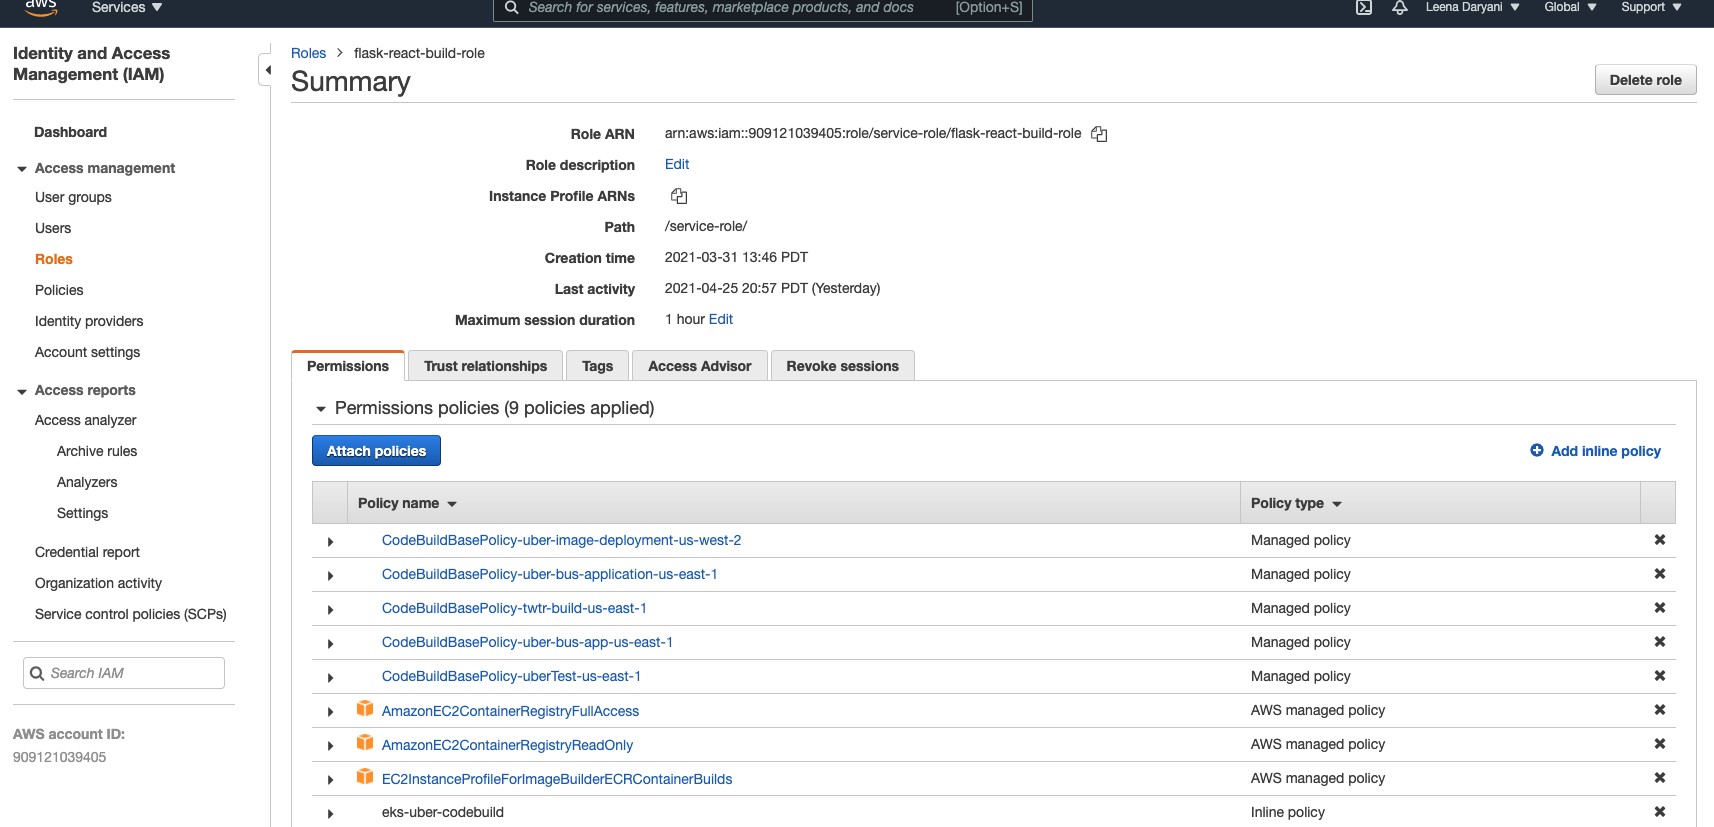 aws Services Search for services, features, marketplace products, and docs [Option+S] Leena Daryani Global Support
Identity and Access
Management (IAM)
Dashboard
Access management
User groups
Users
Roles
Policies
Identity providers
Account settings
Access reports
Access analyzer
Archive rules
Analyzers
Settings
Credential report
Organization activity
Service control policies (SCPs)
Search IAM
AWS account ID:
909121039405
Roles > flask-react-build-role
Summary
Delete role
Role ARN arn:aws:iam::909121039405:role/service-role/flask-react-build-role
Role description Edit
Instance Profile ARNs
Path /service-role/
Creation time 2021-03-31 13:46 PDT
Last activity 2021-04-25 20:57 PDT (Yesterday)
Maximum session duration 1 hour Edit
Permissions Trust relationships Tags Access Advisor Revoke sessions
Permissions policies (9 policies applied)
Attach policies Add inline policy
Policy name Policy type
CodeBuildBasePolicy-uber-image-deployment-us-west-2 Managed policy
CodeBuildBasePolicy-uber-bus-application-us-east-1 Managed policy
CodeBuildBasePolicy-twtr-build-us-east-1 Managed policy
CodeBuildBasePolicy-uber-bus-app-us-east-1 Managed policy
CodeBuildBasePolicy-uberTest-us-east-1 Managed policy
AmazonEC2ContainerRegistryFullAccess AWS managed policy
AmazonEC2ContainerRegistryReadOnly AWS managed policy
EC2InstanceProfileForImageBuilderECRContainerBuilds AWS managed policy
eks-uber-codebuild Inline policy